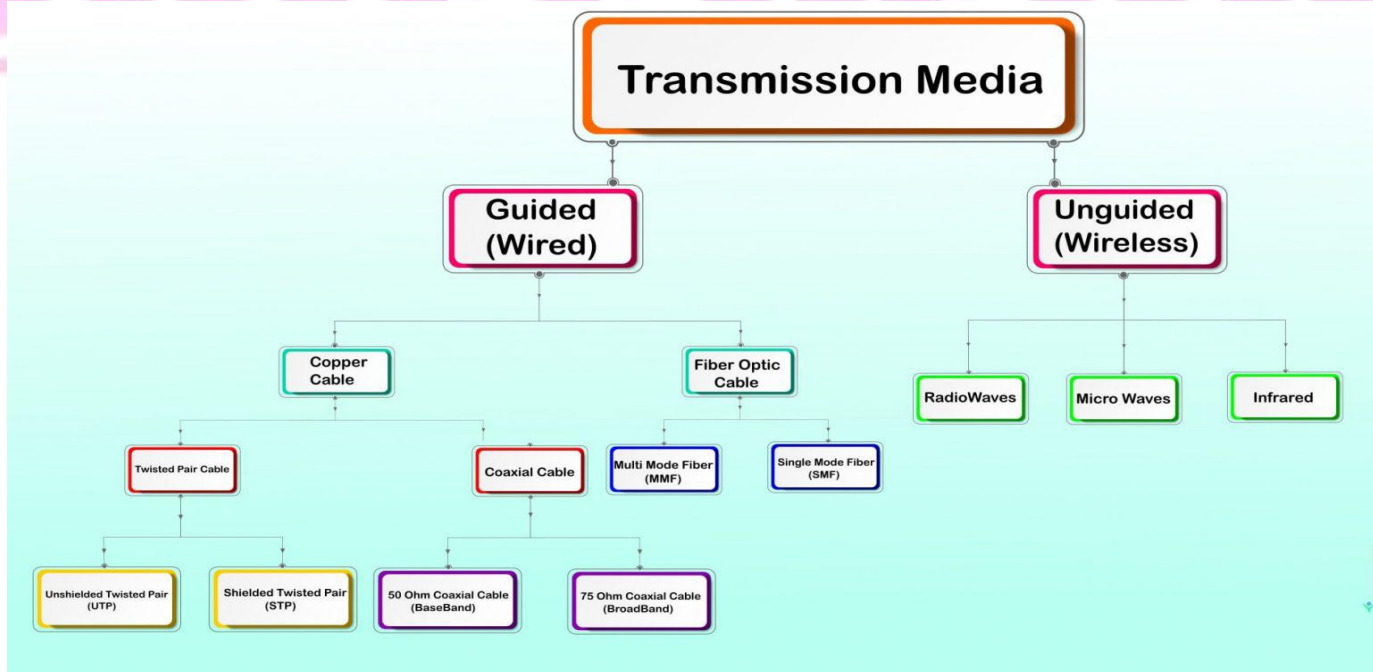 Transmission Media
Guided
(Wired)
Unguided
(Wireless)
Copper
Cable
Fiber Optic
Cable
RadioWaves
Micro Waves
Infrared
Twisted Pair Cable
Coaxial Cable
Multi Mode Fiber
(MMF)
Single Mode Fiber
(SMF)
Unshielded Twisted Pair
(UTP)
Shielded Twisted Pair
(STP)
50 Ohm Coaxial Cable
(BaseBand)
75 Ohm Coaxial Cable
(BroadBand)